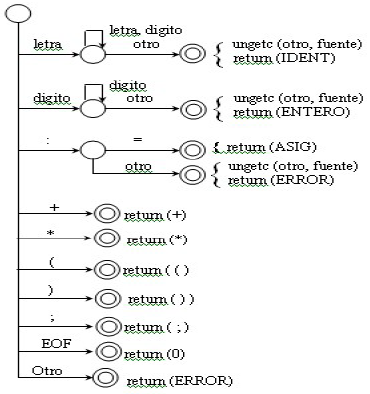 letra, digito
letra otro { ungetc (otro, fuente)
return (IDENT)
digito
digito otro { ungetc (otro, fuente)
return (ENTERO)
: = { return (ASIG)
otro { ungetc (otro, fuente)
return (ERROR)
+ return (+)
* return (*)
( return ( ( )
) return ( ) )
; return ( ; )
EOF return (0)
Otro return (ERROR)